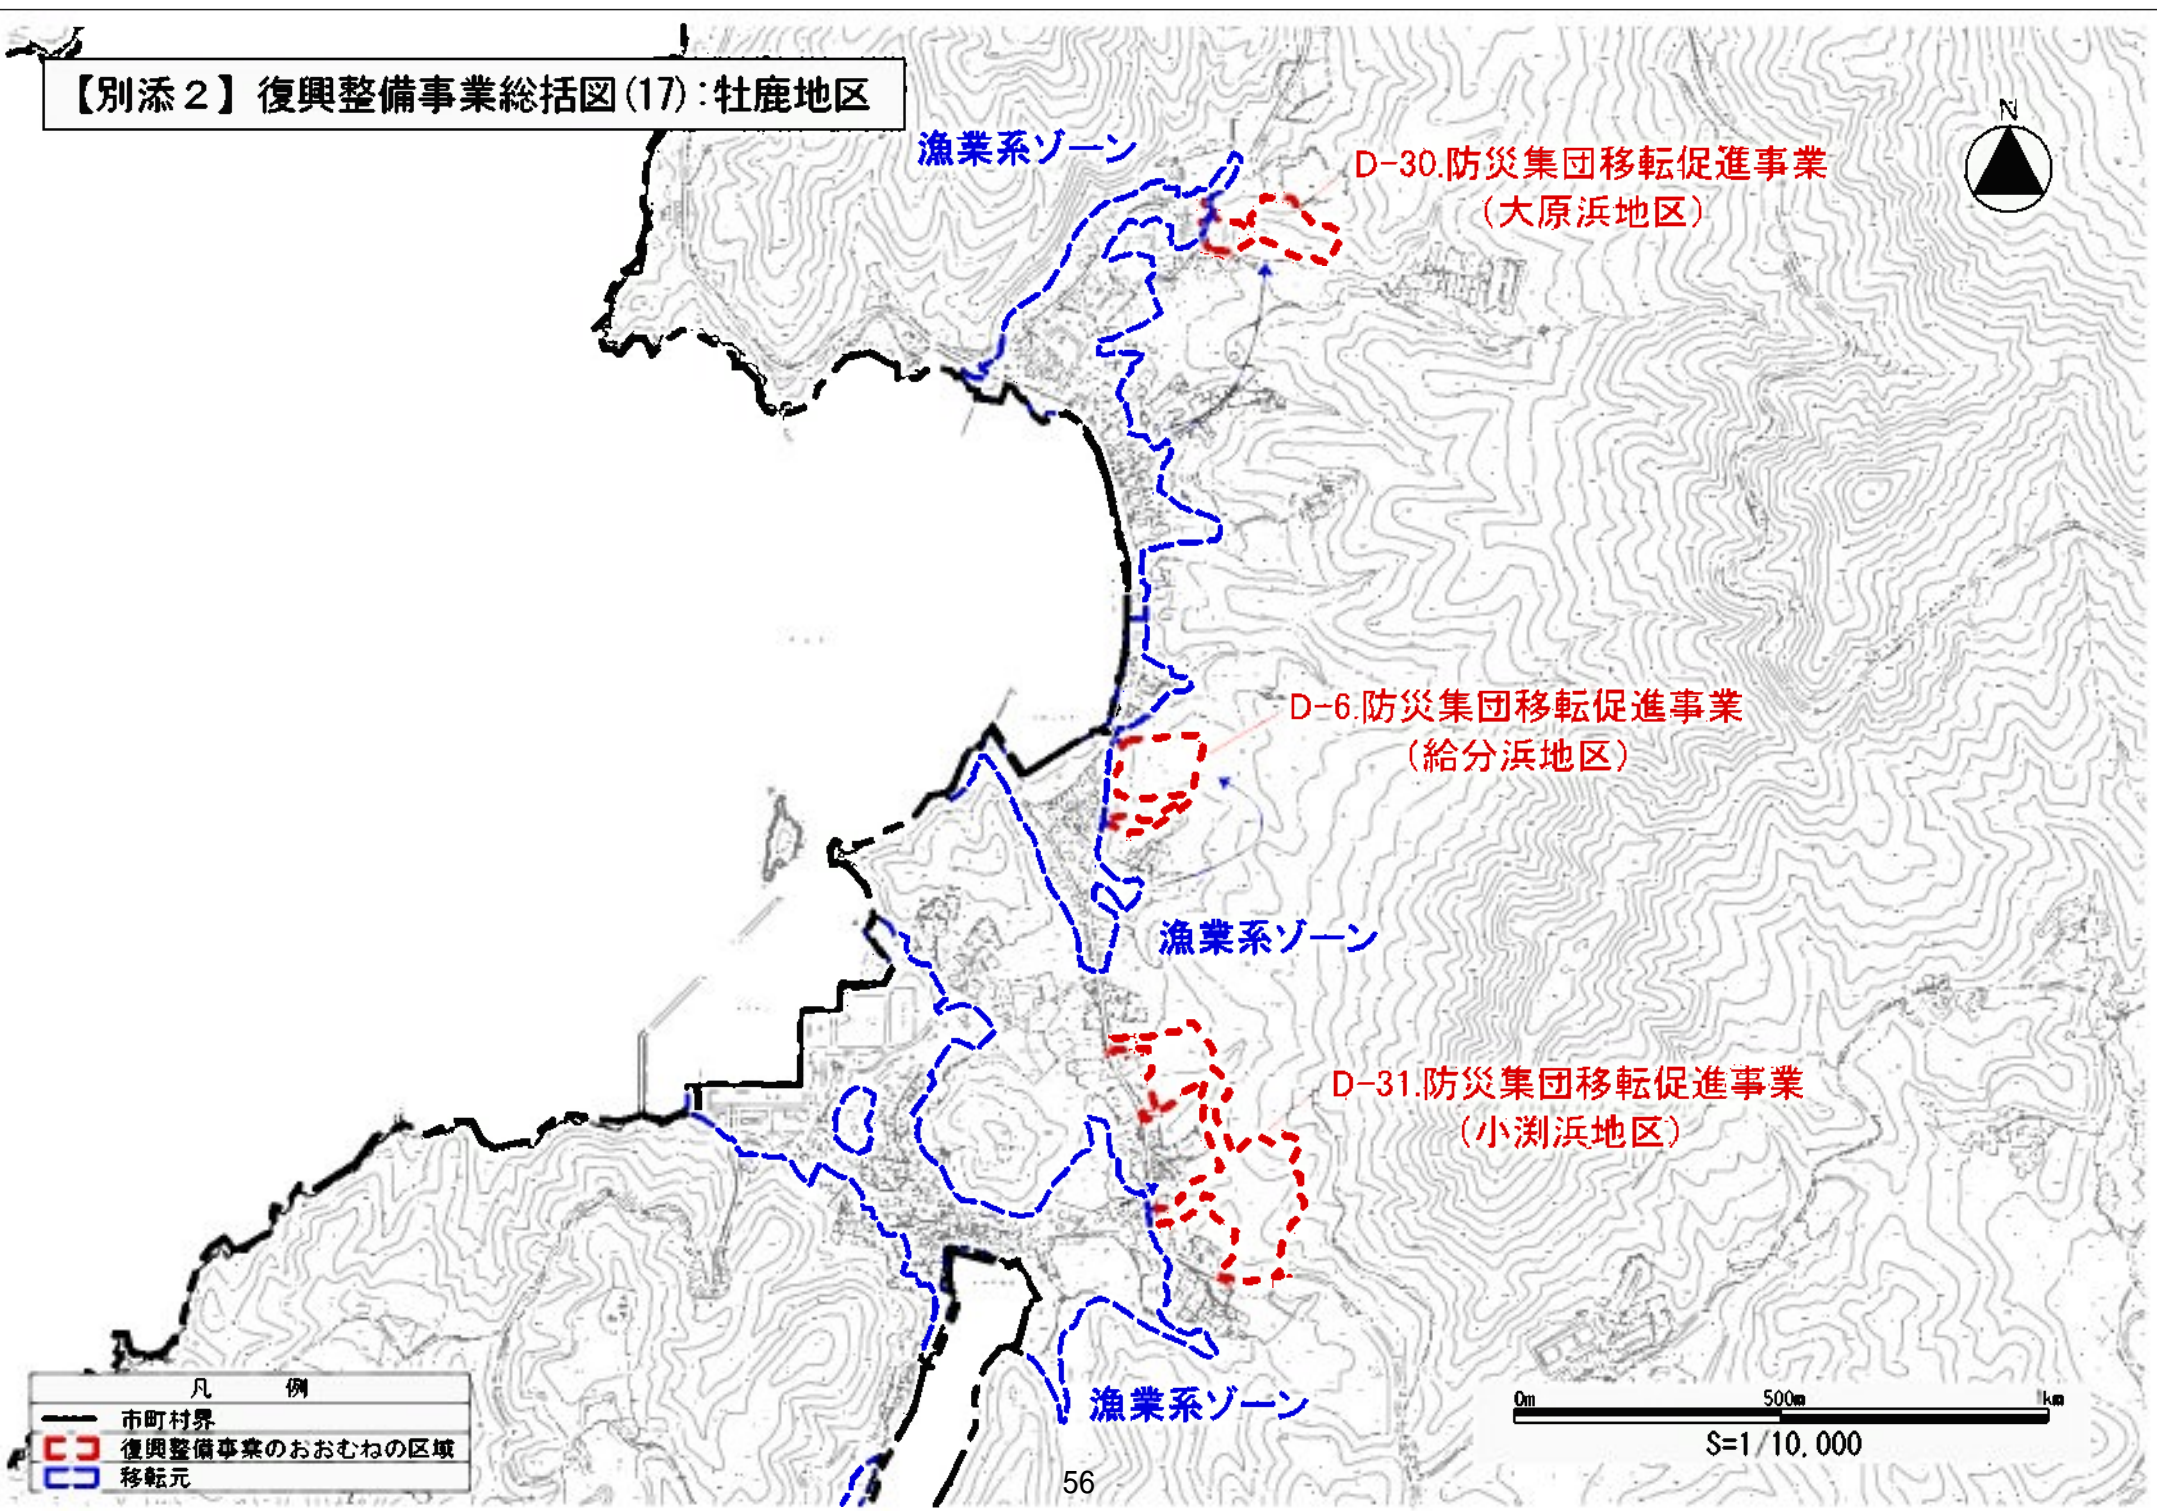 【別添２】復興整備事業総括図(17):牡鹿地区
N
漁業系ゾーン
D-30.防災集団移転促進事業
(大原浜地区)
D-6.防災集団移転促進事業
(給分浜地区)
漁業系ゾーン
D-31.防災集団移転促進事業
(小渕浜地区)
漁業系ゾーン
凡 例
市町村界
復興整備事業のおおむねの区域
移転元
0m 500m 1km
S=1/10,000
56